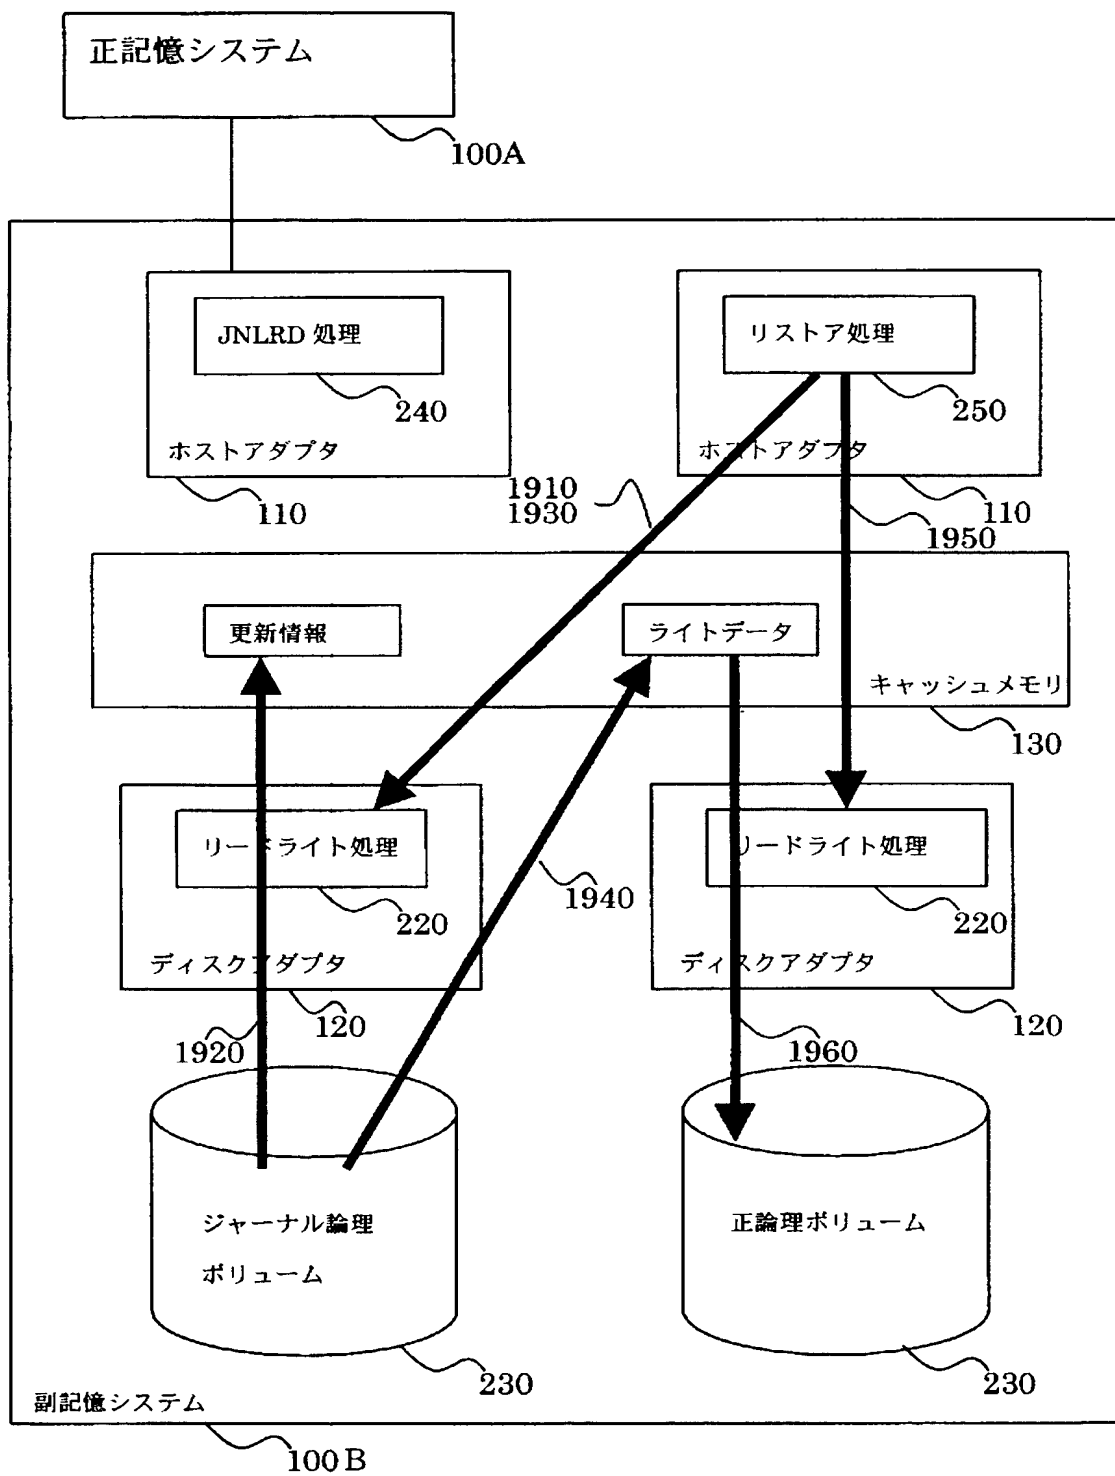 正記憶システム
100A
JNLRD 処理
240
ホストアダプタ
110
リストア処理
250
ホストアダプタ
110
1910
1930
1950
更新情報
ライトデータ
キャッシュメモリ
130
リードライト処理
220
ディスクアダプタ
120
1920
1940
リードライト処理
220
ディスクアダプタ
120
1960
ジャーナル論理
ボリューム
230
正論理ボリューム
230
副記憶システム
100B